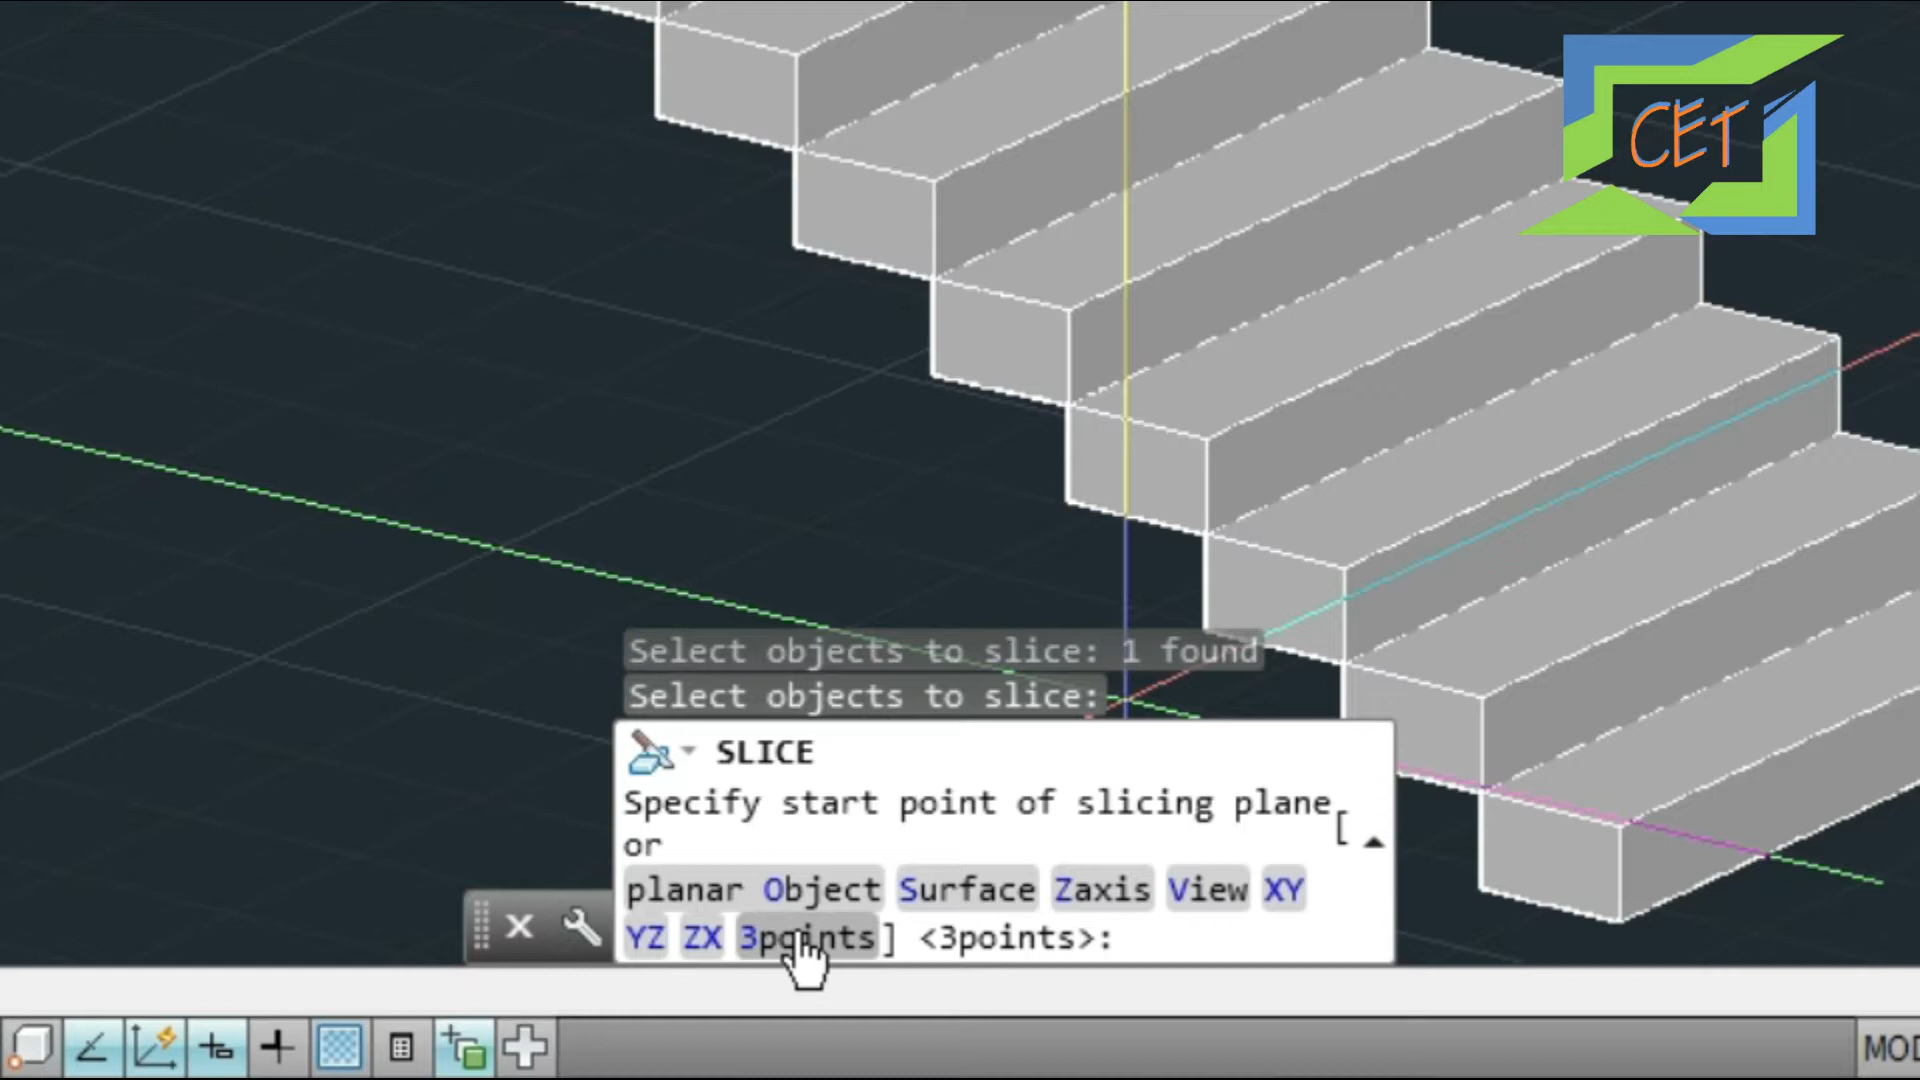 CET
Select objects to slice: 1 found
Select objects to slice:
SLICE
Specify start point of slicing plane
or [
planar Object Surface Zaxis View XY
YZ ZX 3points] <3points>:
MOD